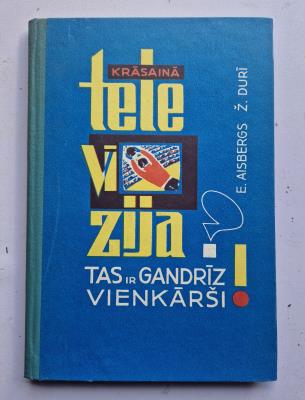 KRĀSAINĀ
tele
vī
zija?
TAS IR GANDRĪZ
VIENKĀRŠI!
E. AISBERGS Ž. DURĪ